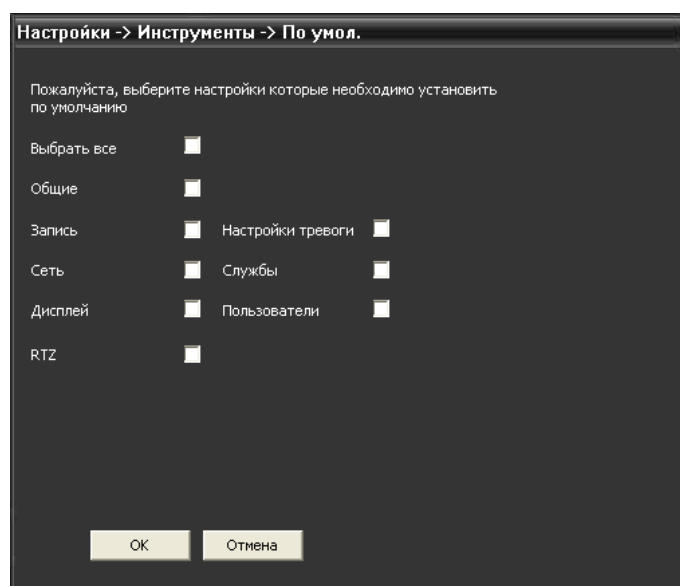 Настройки -> Инструменты -> По умол.
Пожалуйста, выберите настройки которые необходимо установить
по умолчанию
Выбрать все
Общие
Запись Настройки тревоги
Сеть Службы
Дисплей Пользователи
RTZ
OK Отмена